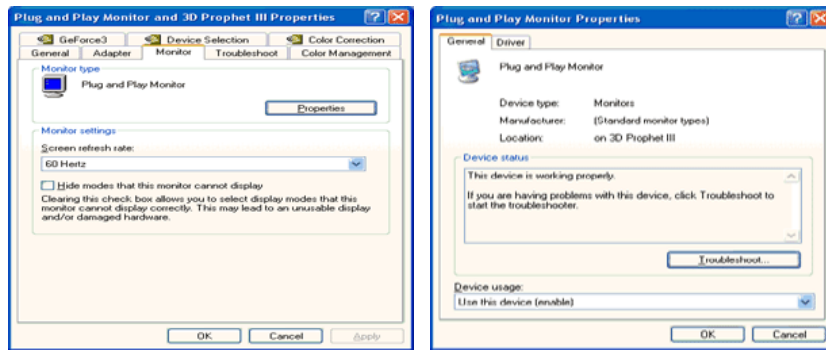 Plug and Play Monitor and 3D Prophet III Properties
GeForce3 Device Selection Color Correction
General Adapter Monitor Troubleshoot Color Management
Monitor type
Plug and Play Monitor
Properties
Monitor settings
Screen refresh rate:
60 Hertz
Hide modes that this monitor cannot display
Clearing this check box allows you to select display modes that this
monitor cannot display correctly. This may lead to an unusable display
and/or damaged hardware.
OK Cancel Apply
Plug and Play Monitor Properties
General Driver
Plug and Play Monitor
Device type: Monitors
Manufacturer: (Standard monitor types)
Location: on 3D Prophet III
Device status
This device is working properly.
If you are having problems with this device, click Troubleshoot to
start the troubleshooter.
Troubleshoot...
Device usage:
Use this device (enable)
OK Cancel